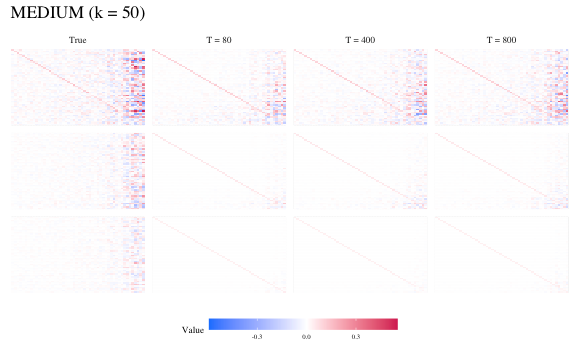 MEDIUM (k = 50)
True
T = 80
T = 400
T = 800
Value
-0.3
0.0
0.3